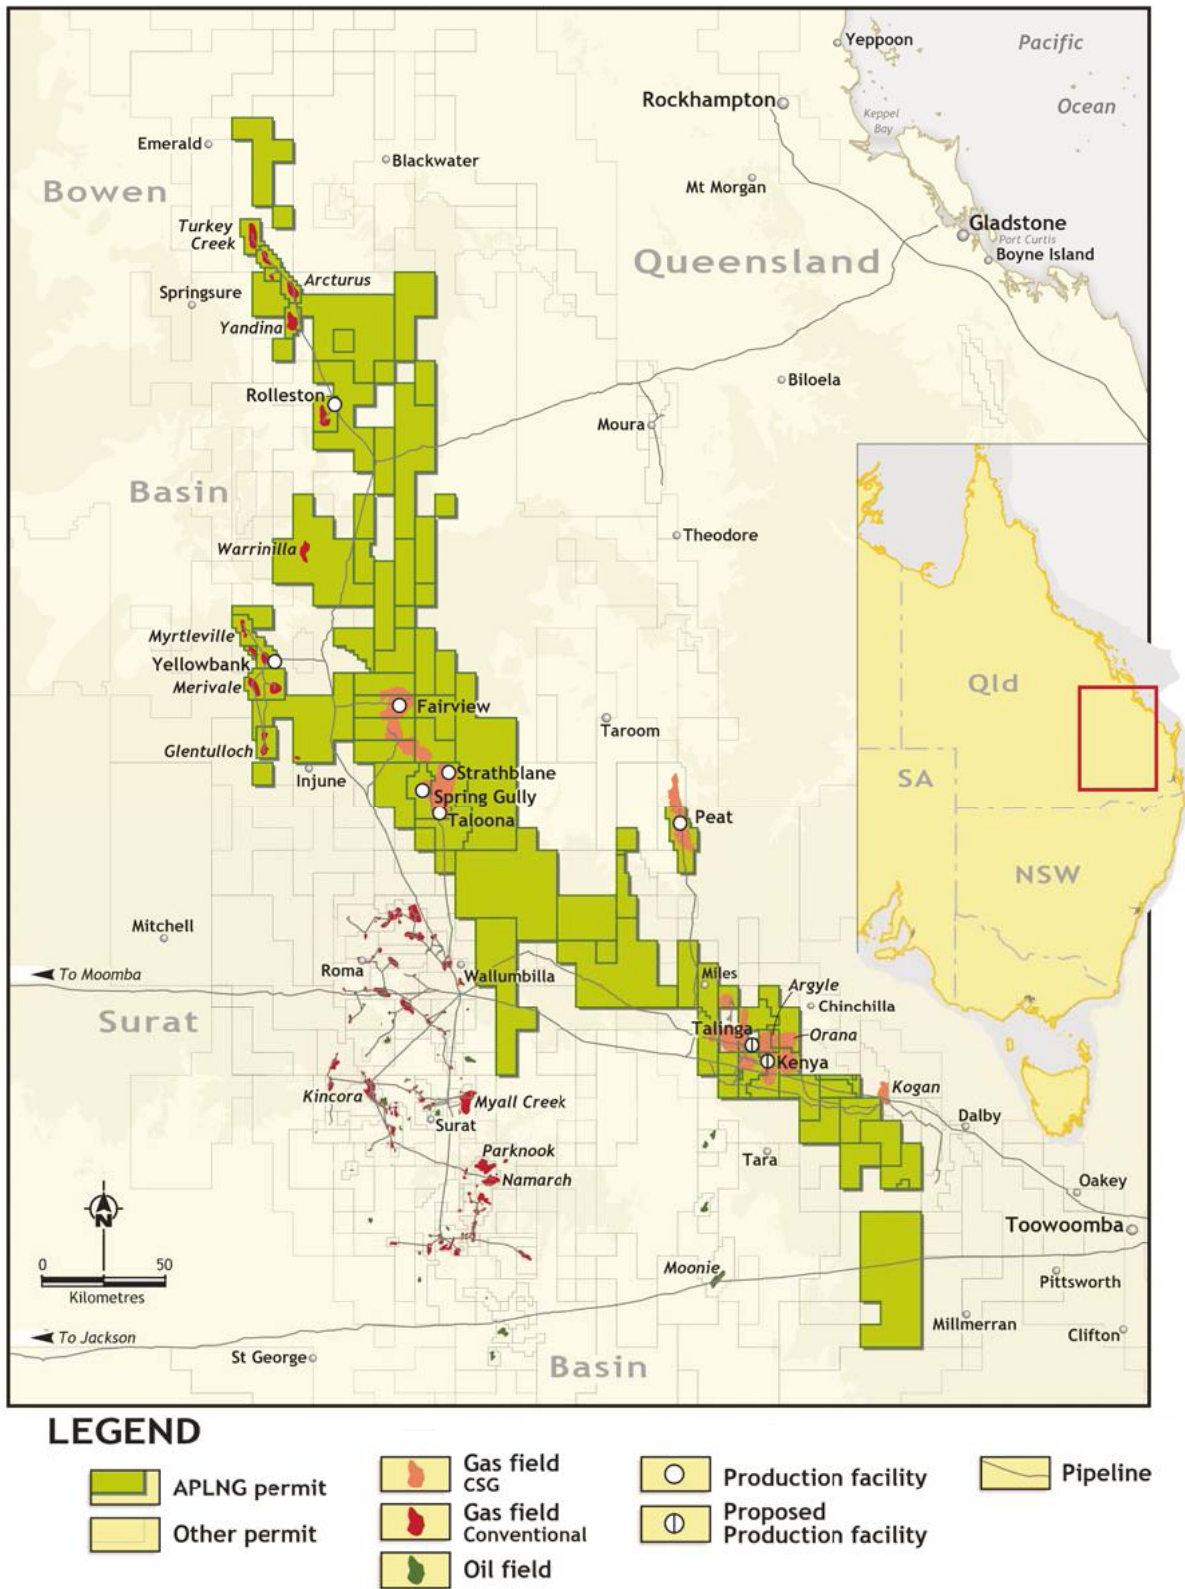 Yeppoon
Pacific
Ocean
Rockhampton
Keppel
Bay
Emerald
Blackwater
Mt Morgan
Bowen
Turkey
Creek
Gladstone
Port Curtis
Boyne Island
Queensland
Arcturus
Springsure
Yandina
Biloela
Rolleston
Moura
Basin
Theodore
Warrinilla
Myrtleville
Yellowbank
Merivale
Qld
Fairview
Taroom
Glentulloch
Injune
Strathblane
Spring Gully
Taloona
Peat
SA
NSW
Mitchell
Roma
Wallumbilla
To Moomba
Miles
Argyle
Chinchilla
Surat
Talinga
Orana
Kenya
Kincora
Myall Creek
Kogan
Surat
Dalby
Parknook
Tara
Namarch
Oakey
N
Toowoomba
0 50
Kilometres
Moonie
Pittsworth
To Jackson
Millmerran
Clifton
St George
Basin
LEGEND
APLNG permit
Other permit
Gas field
CSG
Gas field
Conventional
Oil field
Production facility
Proposed
Production facility
Pipeline